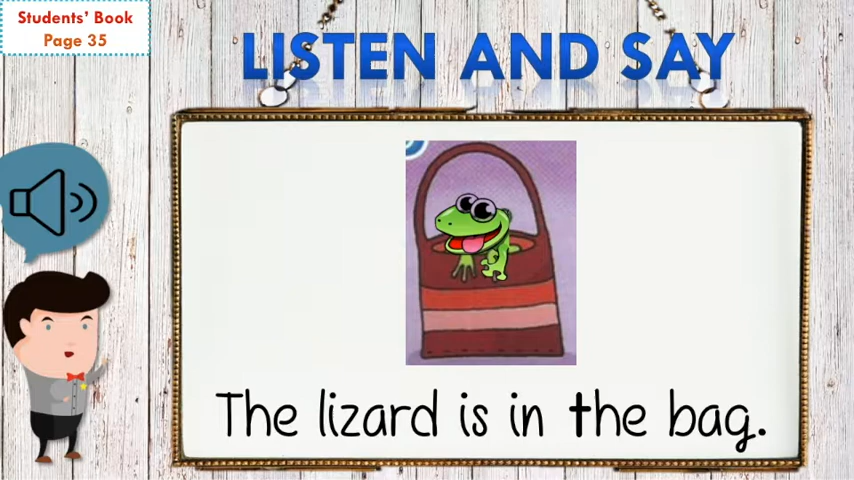 Students' Book
Page 35
LISTEN AND SAY
The lizard is in the bag.